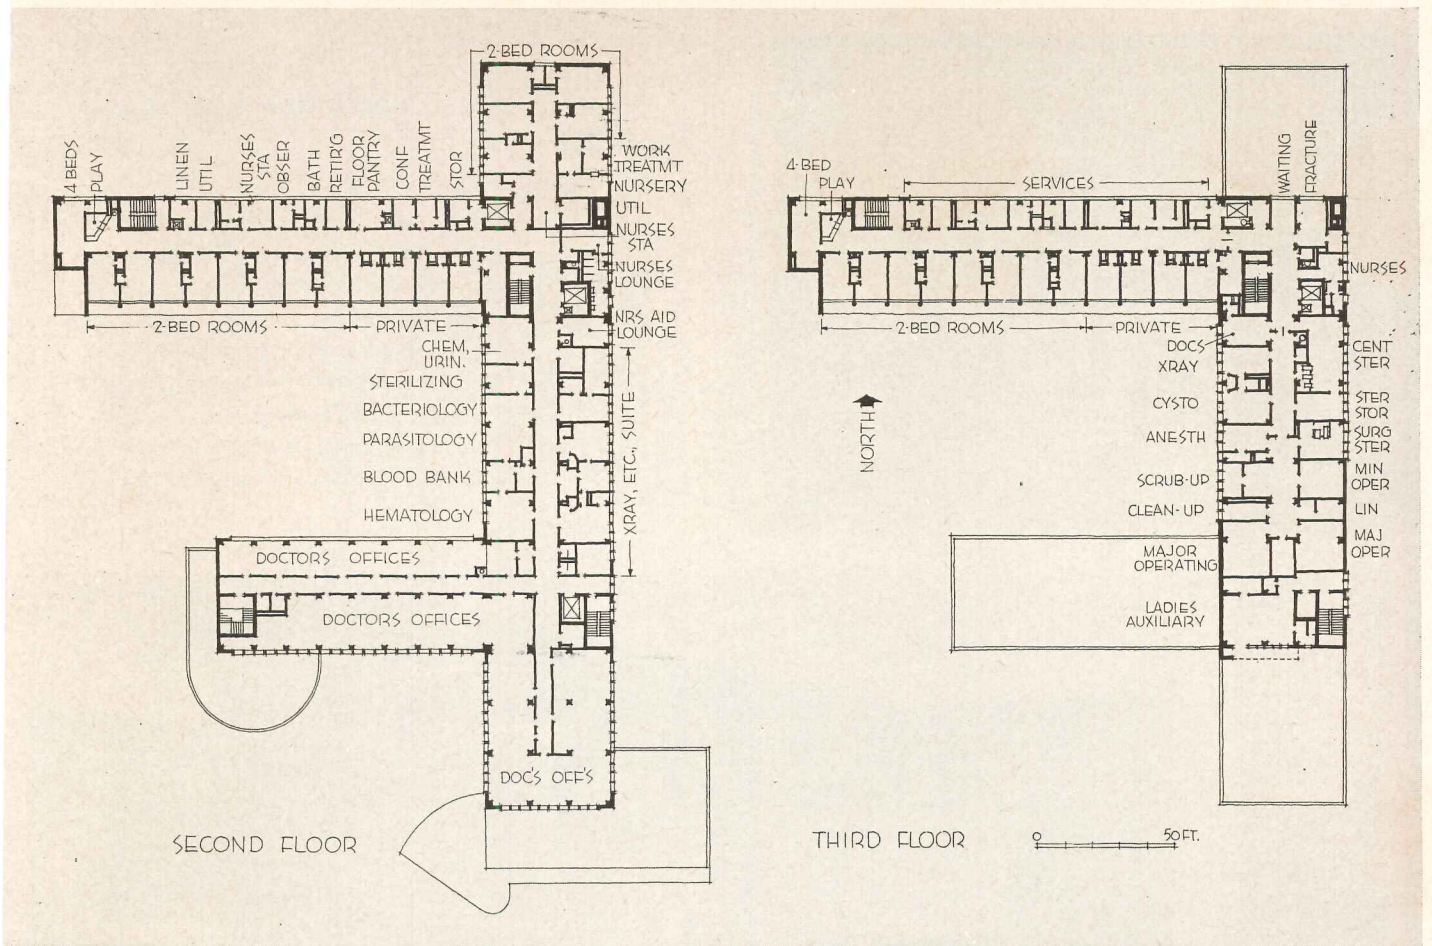 2-BED ROOMS
4 BEDS
PLAY
LINEN
UTIL
NURSES
STA
OBSER
BATH
RETIR'G
FLOOR
PANTRY
CONF
TREATMT
STOR
WORK
TREATMT
NURSERY
UTIL
NURSES
STA
NURSES
LOUNGE
NRS AID
LOUNGE
2-BED ROOMS
PRIVATE
CHEM,
URIN.
STERILIZING
BACTERIOLOGY
PARASITOLOGY
BLOOD BANK
HEMATOLOGY
XRAY, ETC., SUITE
DOCTORS OFFICES
DOCTORS OFFICES
DOC'S OFF'S
SECOND FLOOR
4-BED
PLAY
SERVICES
WAITING
FRACTURE
NURSES
2-BED ROOMS
PRIVATE
DOCS
XRAY
CYSTO
ANESTH
SCRUB-UP
CLEAN-UP
MAJOR
OPERATING
LADIES
AUXILIARY
CENT
STER
STER
STOR
SURG
STER
MIN
OPER
LIN
MAJ
OPER
NORTH
THIRD FLOOR
0
50 FT.